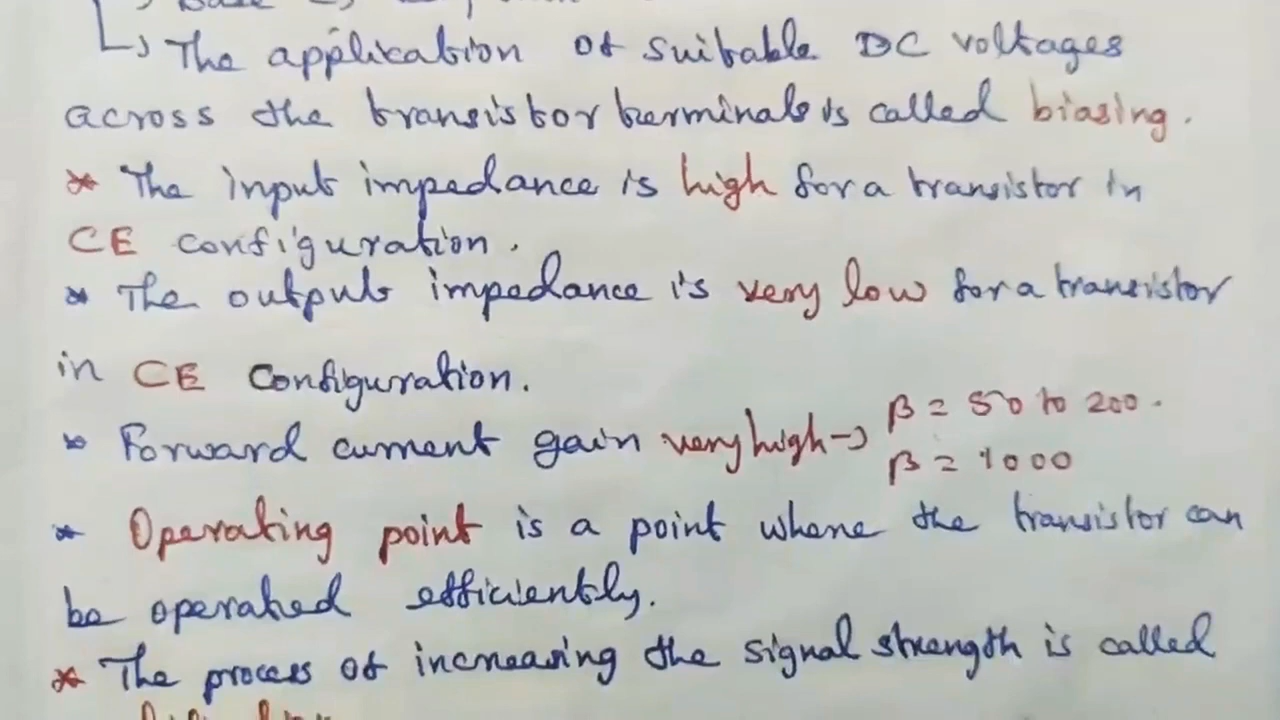 ↳ The application of suitable DC voltages
across the transistor terminals is called biasing.
* The input impedance is high for a transistor in
CE configuration.
* The output impedance is very low for a transistor
in CE configuration.
* Forward current gain very high → β = 50 to 200.
β = 1000
* Operating point is a point where the transistor can
be operated efficiently.
* The process of increasing the signal strength is called